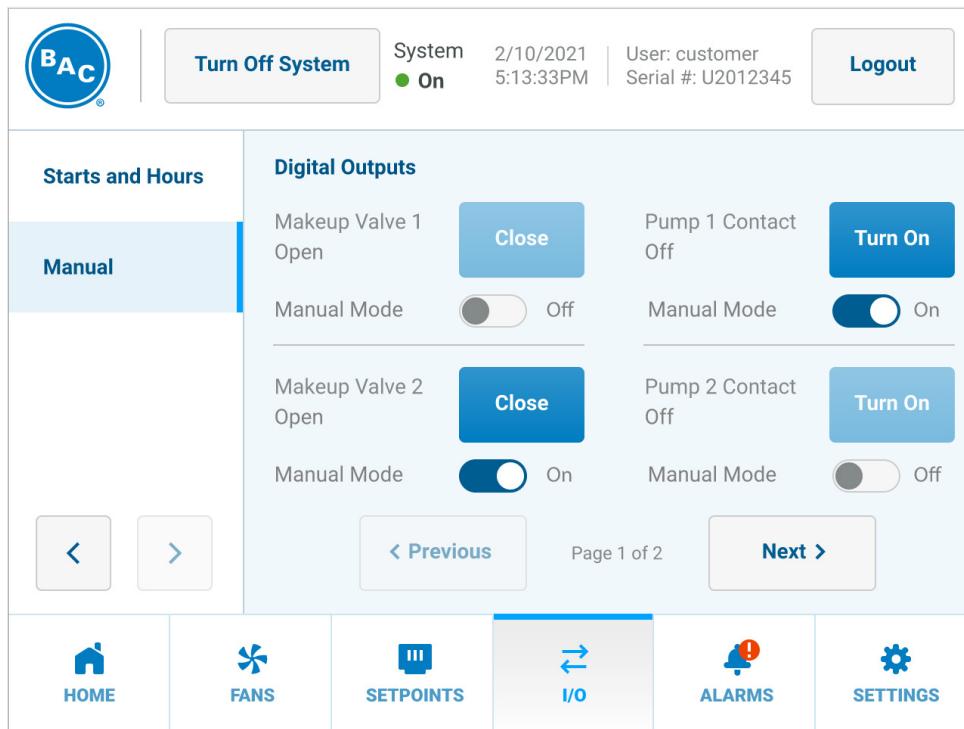 BAC
®
Turn Off System
System
On
2/10/2021
5:13:33PM
User: customer
Serial #: U2012345
Logout
Starts and Hours
Manual
Digital Outputs
Makeup Valve 1
Open
Close
Manual Mode
Off
Pump 1 Contact
Off
Turn On
Manual Mode
On
Makeup Valve 2
Open
Close
Manual Mode
On
Pump 2 Contact
Off
Turn On
Manual Mode
Off
< >
< Previous
Page 1 of 2
Next >
HOME
FANS
SETPOINTS
I/O
!
ALARMS
SETTINGS